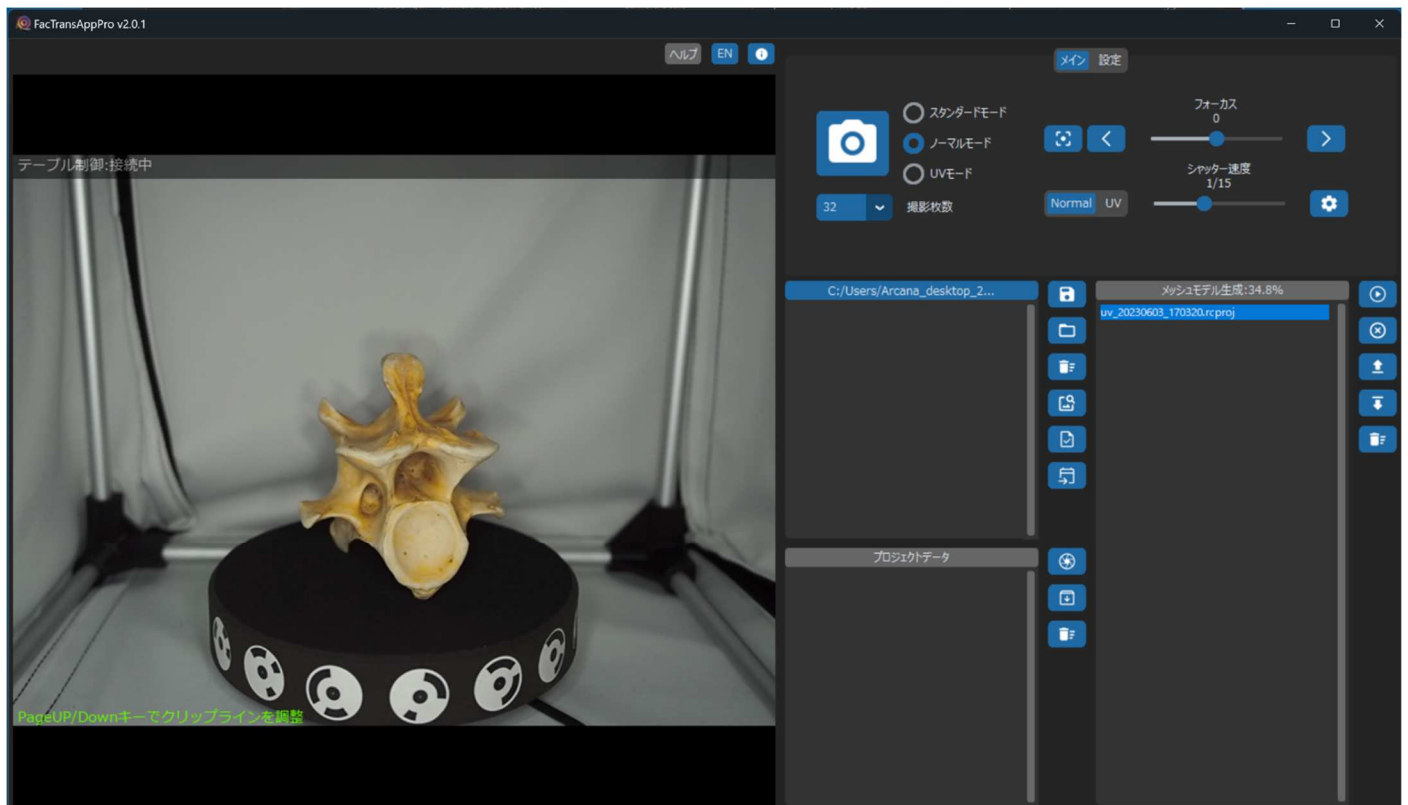 FacTransAppPro v2.0.1
ヘルプ
EN
メイン 設定
テーブル制御:接続中
スタンダードモード
ノーマルモード
UVモード
32
撮影枚数
フォーカス
0
シャッター速度
1/15
Normal UV
C:/Users/Arcana_desktop_2...
メッシュモデル生成:34.8%
uv_20230603_170320.rcproj
プロジェクトデータ
PageUP/Downキーでクリップラインを調整